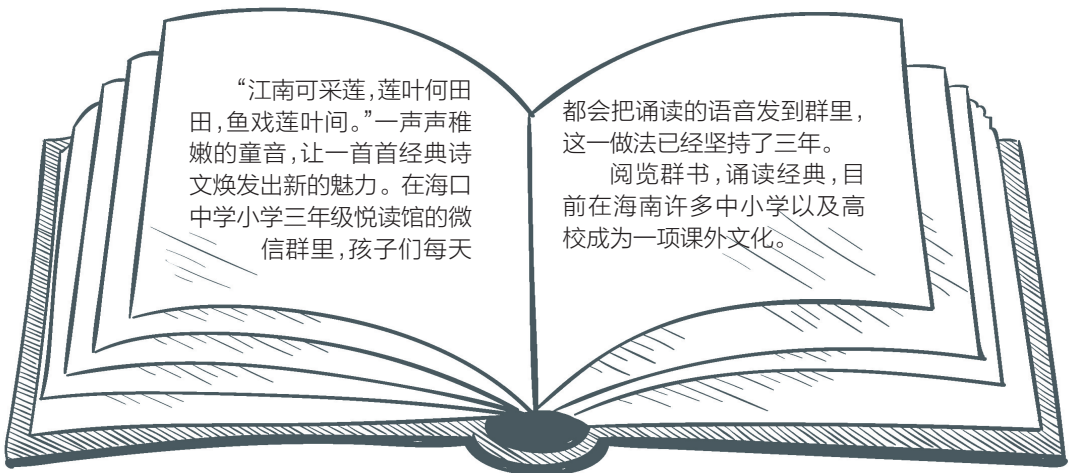 “江南可采莲,莲叶何田
田,鱼戏莲叶间。”一声声稚
嫩的童音,让一首首经典诗
文焕发出新的魅力。在海口
中学小学三年级悦读馆的微
信群里,孩子们每天
都会把诵读的语音发到群里,
这一做法已经坚持了三年。
阅览群书,诵读经典,目
前在海南许多中小学以及高
校成为一项课外文化。